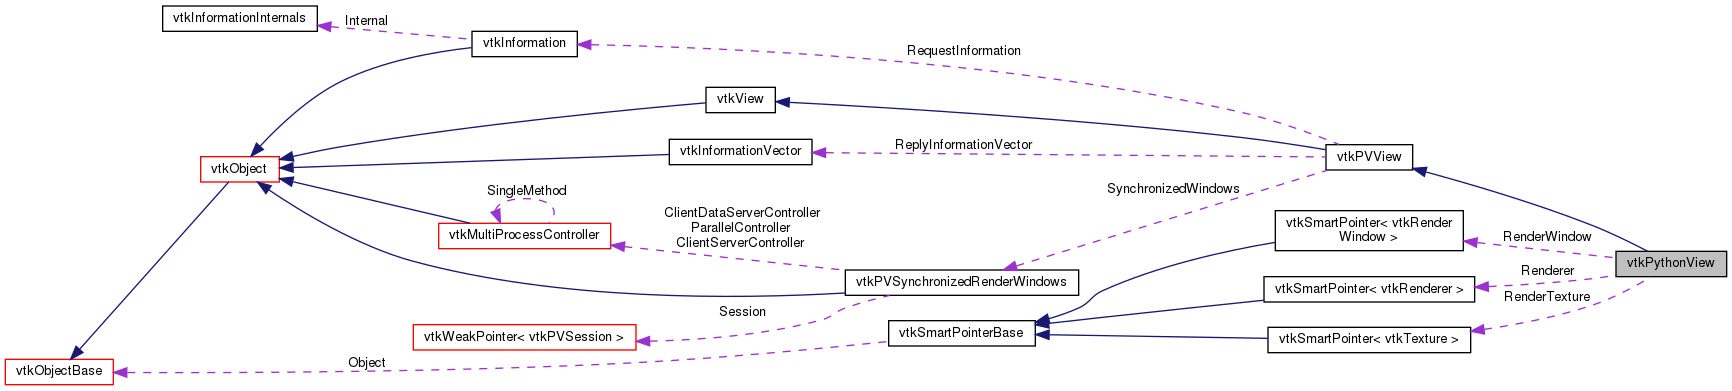 vtkInformationInternals
Internal
vtkInformation
RequestInformation
vtkView
vtkInformationVector
ReplyInformationVector
vtkPVView
vtkObject
SingleMethod
vtkMultiProcessController
ClientDataServerController
ParallelController
ClientServerController
SynchronizedWindows
vtkSmartPointer< vtkRender
Window >
RenderWindow
vtkPythonView
vtkPVSynchronizedRenderWindows
vtkSmartPointer< vtkRenderer >
Renderer
RenderTexture
Session
vtkWeakPointer< vtkPVSession >
vtkSmartPointerBase
vtkSmartPointer< vtkTexture >
Object
vtkObjectBase